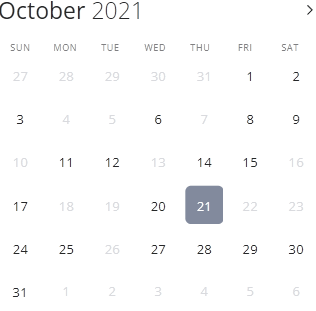 October 2021
SUN MON TUE WED THU FRI SAT
27 28 29 30 31 1 2
3 4 5 6 7 8 9
10 11 12 13 14 15 16
17 18 19 20 21 22 23
24 25 26 27 28 29 30
31 1 2 3 4 5 6